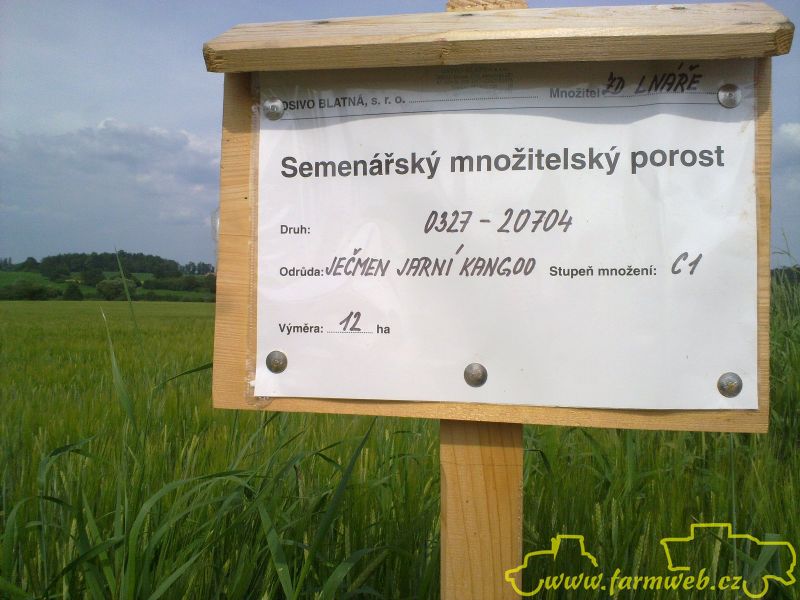 OSIVO BLATNÁ, s. r. o. Množitel ZD LNÁŘE
Semenářský množitelský porost
Druh: 0327 - 20704
Odrůda: JEČMEN JARNÍ KANGOO Stupeň množení: C1
Výměra: 12 ha
www.farmweb.cz